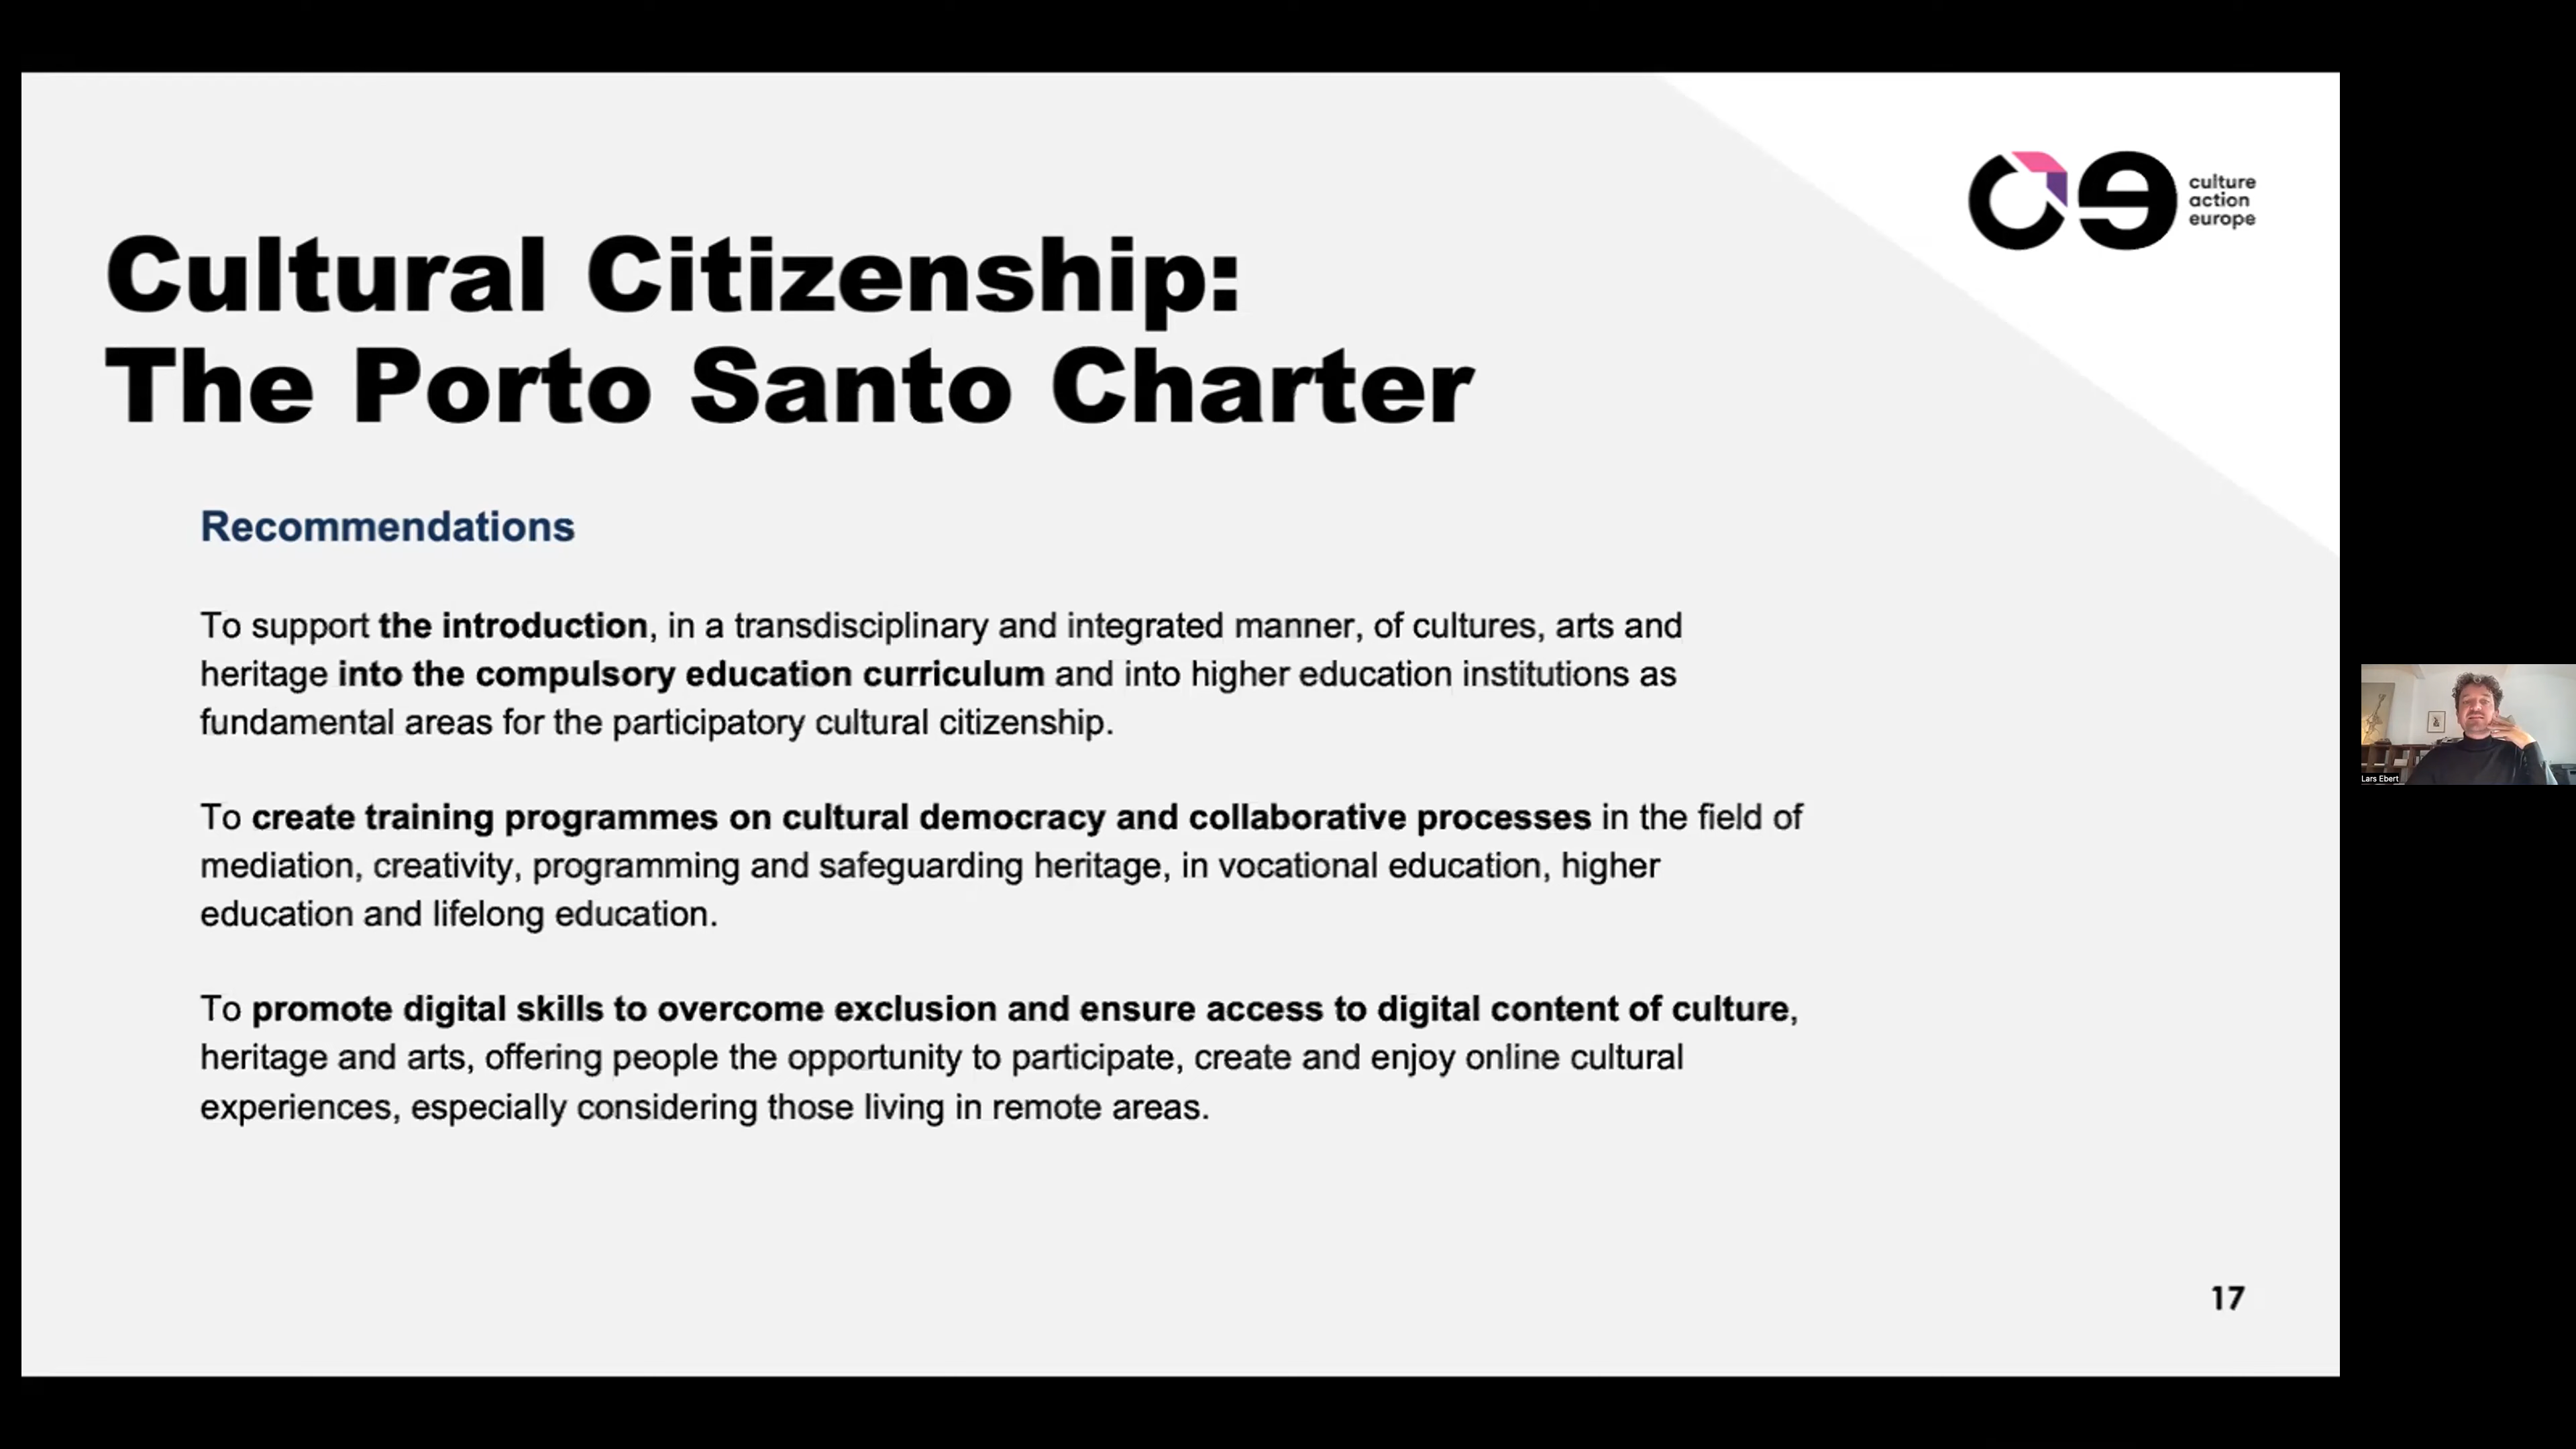 culture
action
europe
Cultural Citizenship:
The Porto Santo Charter
Recommendations
To support the introduction, in a transdisciplinary and integrated manner, of cultures, arts and
heritage into the compulsory education curriculum and into higher education institutions as
fundamental areas for the participatory cultural citizenship.
To create training programmes on cultural democracy and collaborative processes in the field of
mediation, creativity, programming and safeguarding heritage, in vocational education, higher
education and lifelong education.
To promote digital skills to overcome exclusion and ensure access to digital content of culture,
heritage and arts, offering people the opportunity to participate, create and enjoy online cultural
experiences, especially considering those living in remote areas.
Lars Ebert
17